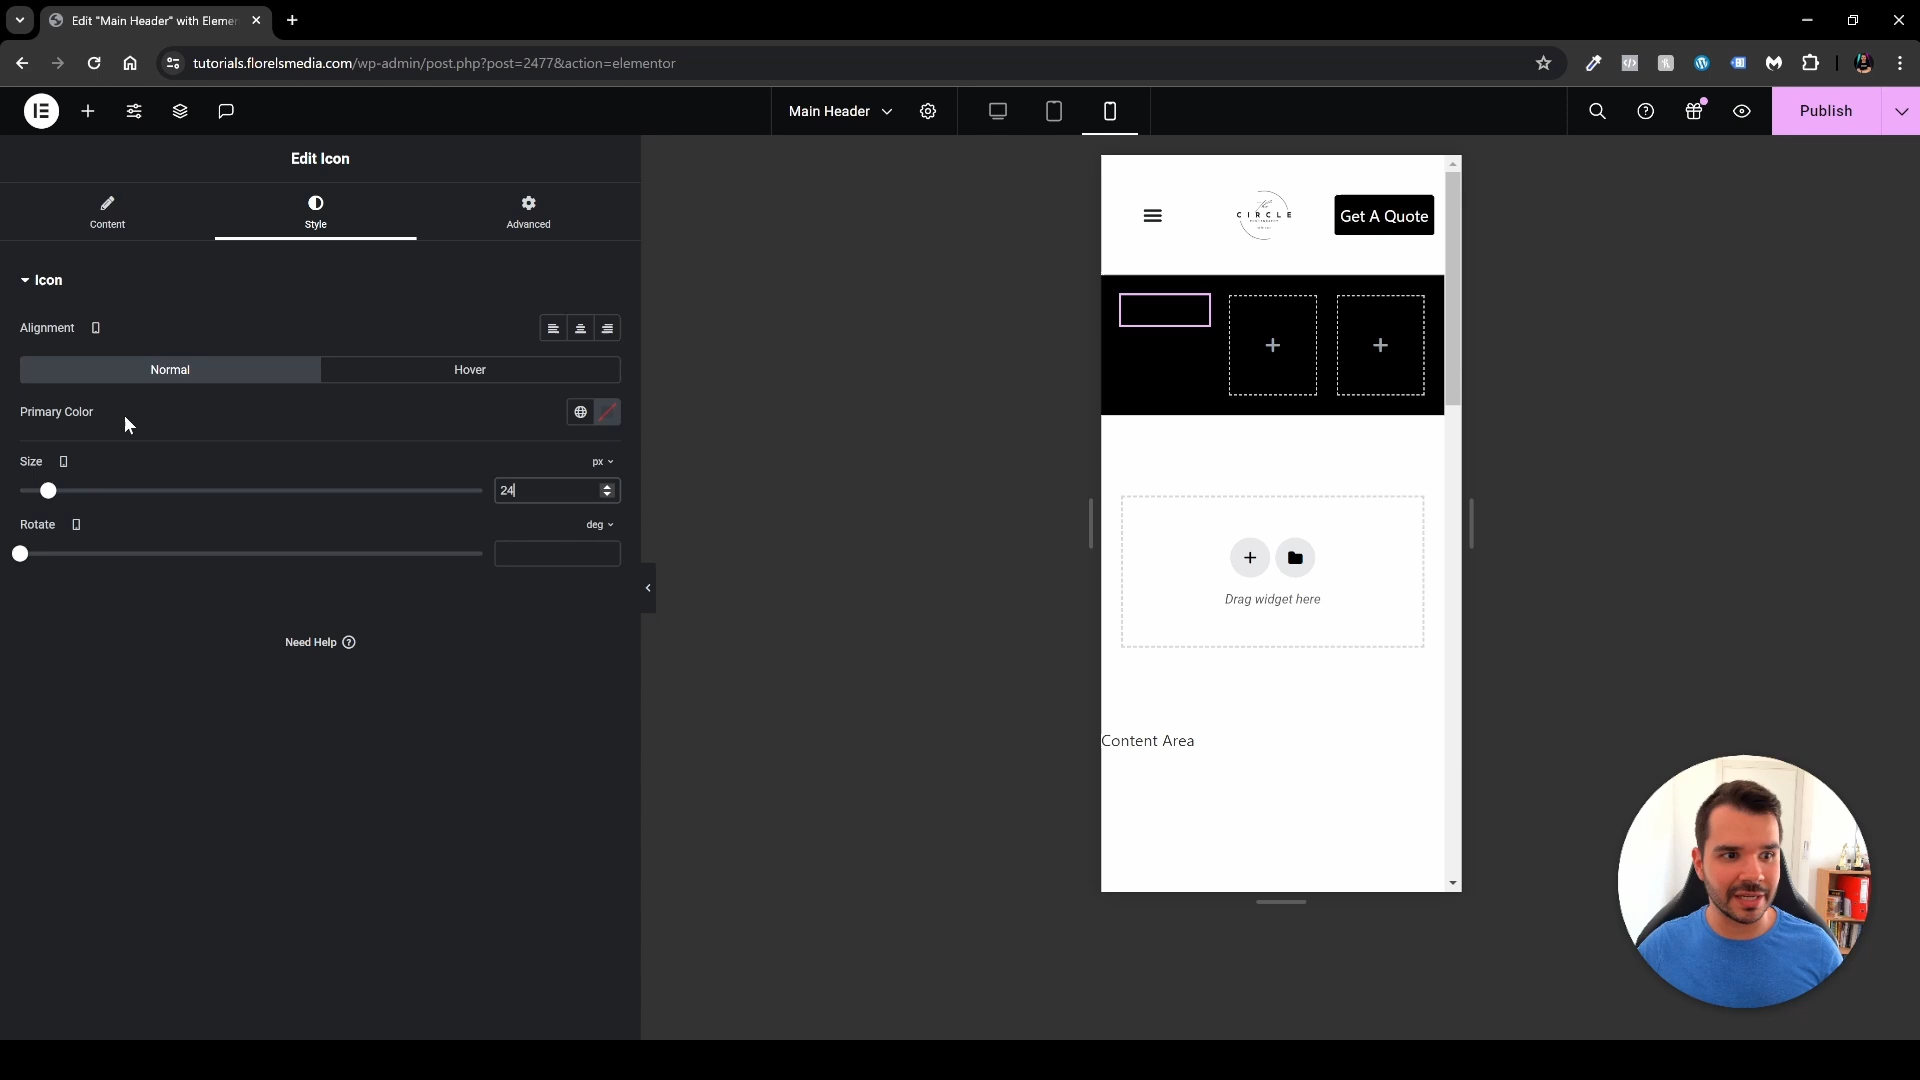 Edit "Main Header" with Elemen
tutorials.florelsmedia.com/wp-admin/post.php?post=2477&action=elementor
Main Header
Publish
Edit Icon
Content
Style
Advanced
Icon
Alignment
Normal
Hover
Primary Color
Size
px
24
Rotate
deg
Need Help
The
CIRCLE
Get A Quote
Drag widget here
Content Area